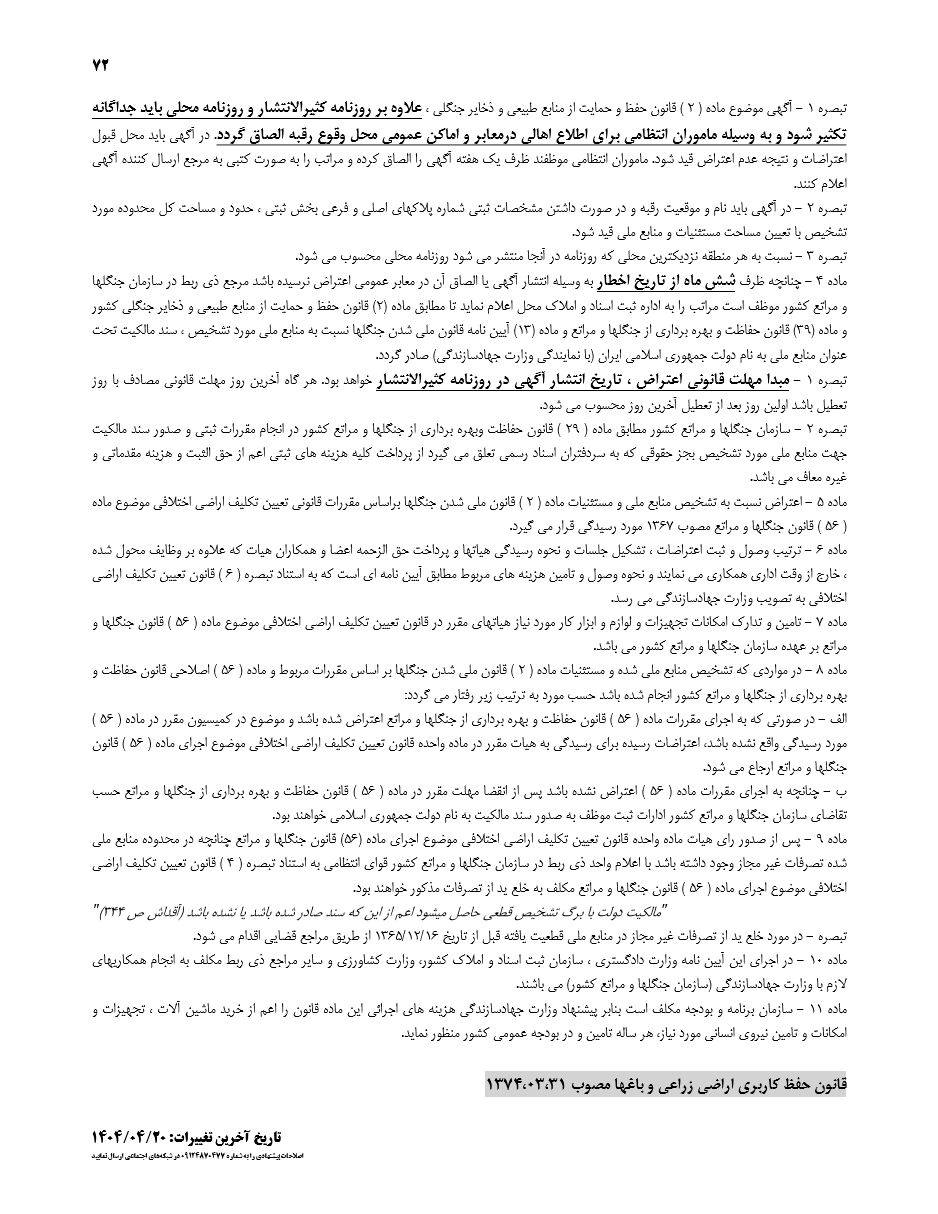 ۷۲
تبصره ۱ - آگهی موضوع ماده ( ۲ ) قانون حفظ و حمایت از منابع طبیعی و ذخایر جنگلی ، علاوه بر روزنامه کثیرالانتشار و روزنامه محلی باید جداگانه
تکثیر شود و به وسیله ماموران انتظامی برای اطلاع اهالی درمعابر و اماکن عمومی محل وقوع رقبه الصاق گردد. در آگهی باید محل قبول
اعتراضات و نتیجه عدم اعتراض قید شود. ماموران انتظامی موظفند ظرف یک هفته آگهی را الصاق کرده و مراتب را به صورت کتبی به مرجع ارسال کننده آگهی
اعلام کنند.
تبصره ۲ - در آگهی باید نام و موقعیت رقبه و در صورت داشتن مشخصات ثبتی شماره پلاکهای اصلی و فرعی بخش ثبتی ، حدود و مساحت کل محدوده مورد
تشخیص با تعیین مساحت مستثنیات و منابع ملی قید شود.
تبصره ۳ - نسبت به هر منطقه نزدیکترین محلی که روزنامه در آنجا منتشر می شود روزنامه محلی محسوب می شود.
ماده ۴ - چنانچه ظرف شش ماه از تاریخ اخطار به وسیله انتشار آگهی یا الصاق آن در معابر عمومی اعتراض نرسیده باشد مرجع ذی ربط در سازمان جنگلها
و مراتع کشور موظف است مراتب را به اداره ثبت اسناد و املاک محل اعلام نماید تا مطابق ماده (۲) قانون حفظ و حمایت از منابع طبیعی و ذخایر جنگلی کشور
و ماده (۳۹) قانون حفاظت و بهره برداری از جنگلها و مراتع و ماده (۱۳) آیین نامه قانون ملی شدن جنگلها نسبت به منابع ملی مورد تشخیص ، سند مالکیت تحت
عنوان منابع ملی به نام دولت جمهوری اسلامی ایران (با نمایندگی وزارت جهادسازندگی) صادر گردد.
تبصره ۱ - مبدا مهلت قانونی اعتراض ، تاریخ انتشار آگهی در روزنامه کثیرالانتشار خواهد بود. هر گاه آخرین روز مهلت قانونی مصادف با روز
تعطیل باشد اولین روز بعد از تعطیل آخرین روز محسوب می شود.
تبصره ۲ - سازمان جنگلها و مراتع کشور مطابق ماده ( ۲۹ ) قانون حفاظت وبهره برداری از جنگلها و مراتع کشور در انجام مقررات ثبتی و صدور سند مالکیت
جهت منابع ملی مورد تشخیص بجز حقوقی که به سردفتران اسناد رسمی تعلق می گیرد از پرداخت کلیه هزینه های ثبتی اعم از حق الثبت و هزینه مقدماتی و
غیره معاف می باشد.
ماده ۵ - اعتراض نسبت به تشخیص منابع ملی و مستثنیات ماده ( ۲ ) قانون ملی شدن جنگلها براساس مقررات قانونی تعیین تکلیف اراضی اختلافی موضوع ماده
( ۵۶ ) قانون جنگلها و مراتع مصوب ۱۳۶۷ مورد رسیدگی قرار می گیرد.
ماده ۶ - ترتیب وصول و ثبت اعتراضات ، تشکیل جلسات و نحوه رسیدگی هیاتها و پرداخت حق الزحمه اعضا و همکاران هیات که علاوه بر وظایف محول شده
، خارج از وقت اداری همکاری می نمایند و نحوه وصول و تامین هزینه های مربوط مطابق آیین نامه ای است که به استناد تبصره ( ۶ ) قانون تعیین تکلیف اراضی
اختلافی به تصویب وزارت جهادسازندگی می رسد.
ماده ۷ - تامین و تدارک امکانات تجهیزات و لوازم و ابزار کار مورد نیاز هیاتهای مقرر در قانون تعیین تکلیف اراضی اختلافی موضوع ماده ( ۵۶ ) قانون جنگلها و
مراتع بر عهده سازمان جنگلها و مراتع کشور می باشد.
ماده ۸ - در مواردی که تشخیص منابع ملی شده و مستثنیات ماده ( ۲ ) قانون ملی شدن جنگلها بر اساس مقررات مربوط و ماده ( ۵۶ ) اصلاحی قانون حفاظت و
بهره برداری از جنگلها و مراتع کشور انجام شده باشد حسب مورد به ترتیب زیر رفتار می گردد:
الف - در صورتی که به اجرای مقررات ماده ( ۵۶ ) قانون حفاظت و بهره برداری از جنگلها و مراتع اعتراض شده باشد و موضوع در کمیسیون مقرر در ماده ( ۵۶ )
مورد رسیدگی واقع نشده باشد، اعتراضات رسیده برای رسیدگی به هیات مقرر در ماده واحده قانون تعیین تکلیف اراضی اختلافی موضوع اجرای ماده ( ۵۶ ) قانون
جنگلها و مراتع ارجاع می شود.
ب - چنانچه به اجرای مقررات ماده ( ۵۶ ) اعتراض نشده باشد پس از انقضا مهلت مقرر در ماده ( ۵۶ ) قانون حفاظت و بهره برداری از جنگلها و مراتع حسب
تقاضای سازمان جنگلها و مراتع کشور ادارات ثبت موظف به صدور سند مالکیت به نام دولت جمهوری اسلامی خواهند بود.
ماده ۹ - پس از صدور رای هیات ماده واحده قانون تعیین تکلیف اراضی اختلافی موضوع اجرای ماده (۵۶) قانون جنگلها و مراتع چنانچه در محدوده منابع ملی
شده تصرفات غیر مجاز وجود داشته باشد با اعلام واحد ذی ربط در سازمان جنگلها و مراتع کشور قوای انتظامی به استناد تبصره ( ۴ ) قانون تعیین تکلیف اراضی
اختلافی موضوع اجرای ماده ( ۵۶ ) قانون جنگلها و مراتع مکلف به خلع ید از تصرفات مذکور خواهند بود.
"مالکیت دولت با برگ تشخیص قطعی حاصل میشود اعم از این که سند صادر شده باشد یا نشده باشد (آقداش ص ۳۴۴)"
تبصره - در مورد خلع ید از تصرفات غیر مجاز در منابع ملی قطعیت یافته قبل از تاریخ ۱۳۶۵/۱۲/۱۶ از طریق مراجع قضایی اقدام می شود.
ماده ۱۰ - در اجرای این آیین نامه وزارت دادگستری ، سازمان ثبت اسناد و املاک کشور، وزارت کشاورزی و سایر مراجع ذی ربط مکلف به انجام همکاریهای
لازم با وزارت جهادسازندگی (سازمان جنگلها و مراتع کشور) می باشند.
ماده ۱۱ - سازمان برنامه و بودجه مکلف است بنابر پیشنهاد وزارت جهادسازندگی هزینه های اجرائی این ماده قانون را اعم از خرید ماشین آلات ، تجهیزات و
امکانات و تامین نیروی انسانی مورد نیاز، هر ساله تامین و در بودجه عمومی کشور منظور نماید.
قانون حفظ کاربری اراضی زراعی و باغها مصوب ۱۳۷۴،۰۳،۳۱
تاریخ آخرین تغییرات: ۱۴۰۴/۰۴/۲۰
اصلاحات پیشنهادی را به شماره ۰۹۱۲۴۸۷۰۴۷۷ در شبکه‌های اجتماعی ارسال نمایید